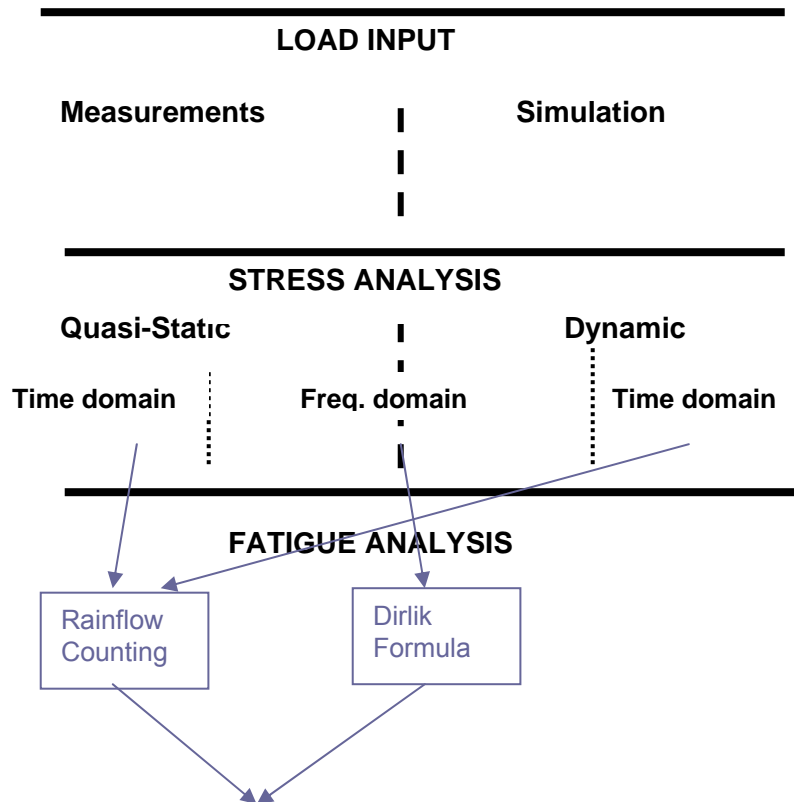 LOAD INPUT
Measurements Simulation
STRESS ANALYSIS
Quasi-Static Dynamic
Time domain Freq. domain Time domain
FATIGUE ANALYSIS
Rainflow
Counting
Dirlik
Formula